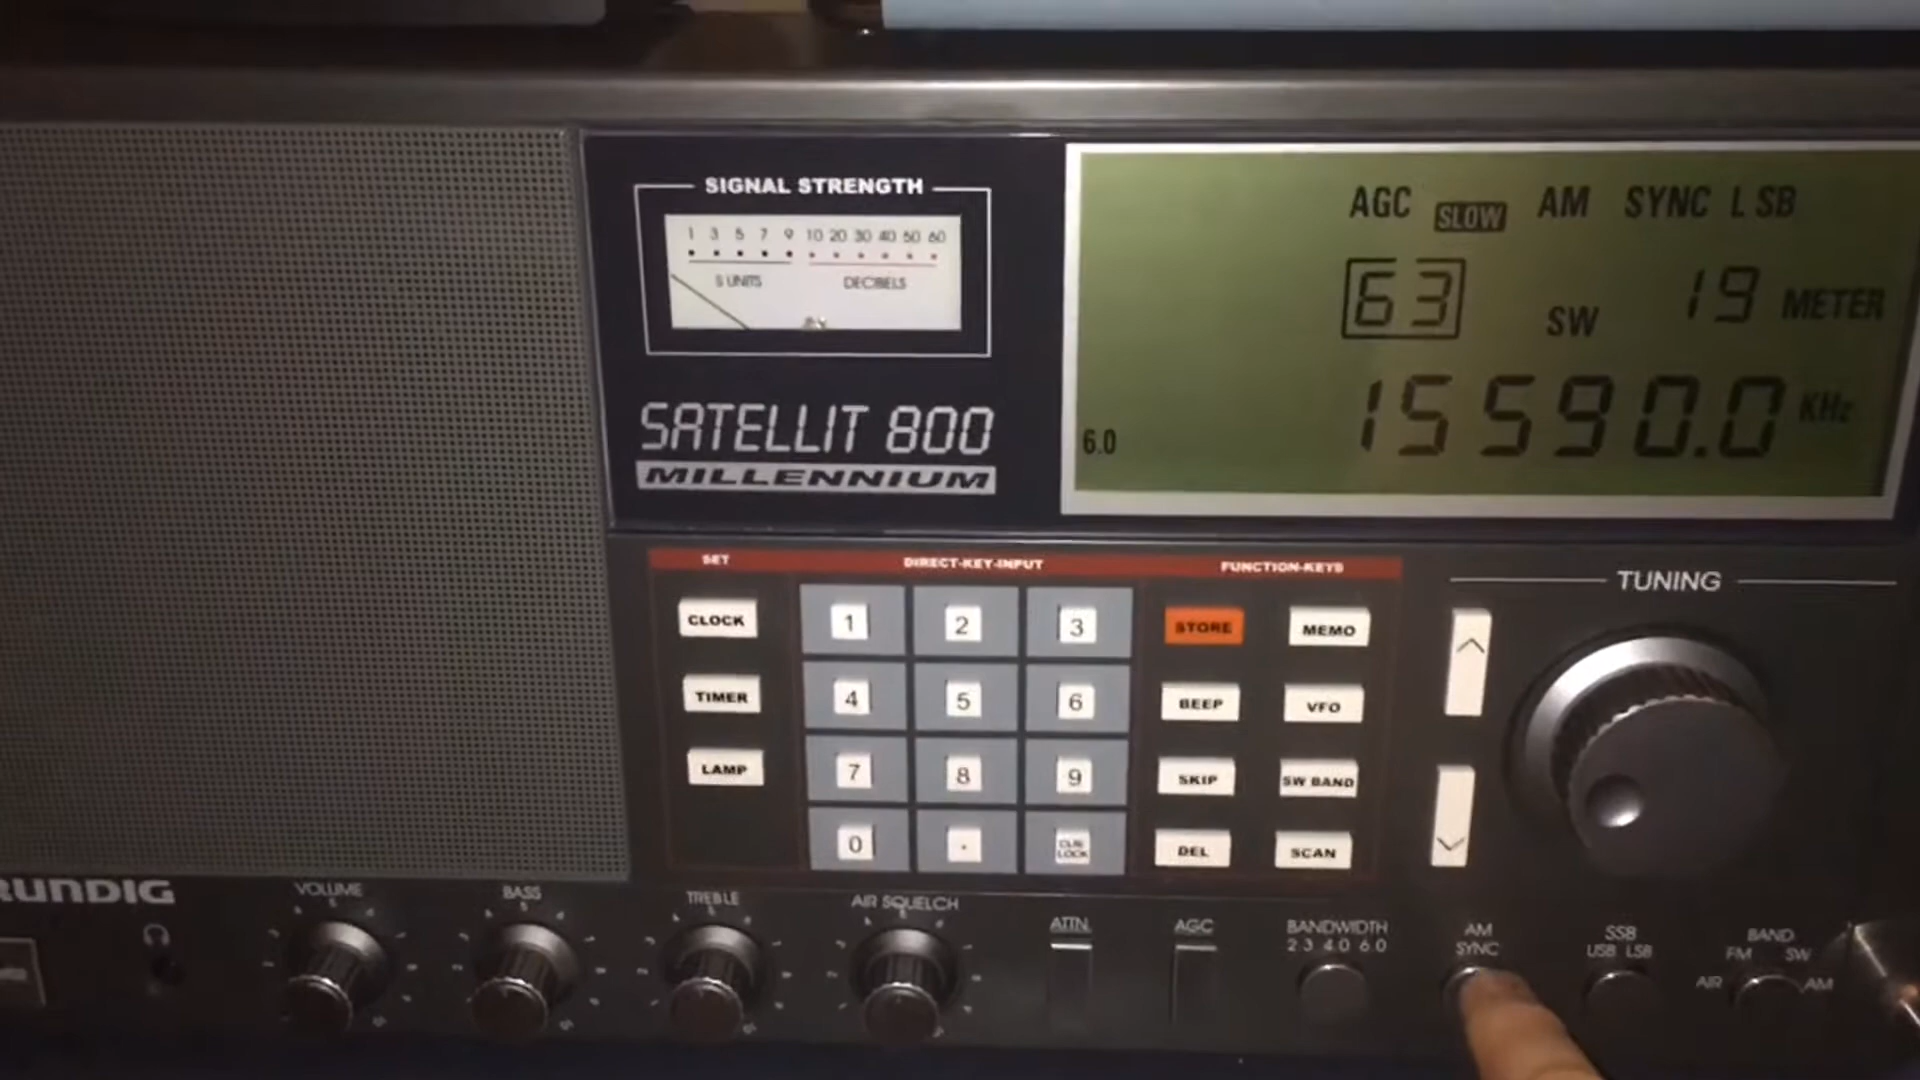 SIGNAL STRENGTH
1 3 5 7 9 10 20 30 40 50 60
S UNITS DECIBELS
SATELLIT 800
MILLENNIUM
AGC SLOW AM SYNC LSB
63 SW 19 METER
6.0 15590.0 KHz
SET DIRECT-KEY-INPUT FUNCTION-KEYS
TUNING
CLOCK 1 2 3 STORE MEMO
TIMER 4 5 6 BEEP VFO
LAMP 7 8 9 SKIP SW BAND
0 . LOCK DEL SCAN
RUNDIG
VOLUME BASS TREBLE AIR SQUELCH ATTN. AGC BANDWIDTH
2.3 4.0 6.0
AM
SYNC
SSB
USB LSB
BAND
FM SW
AIR AM